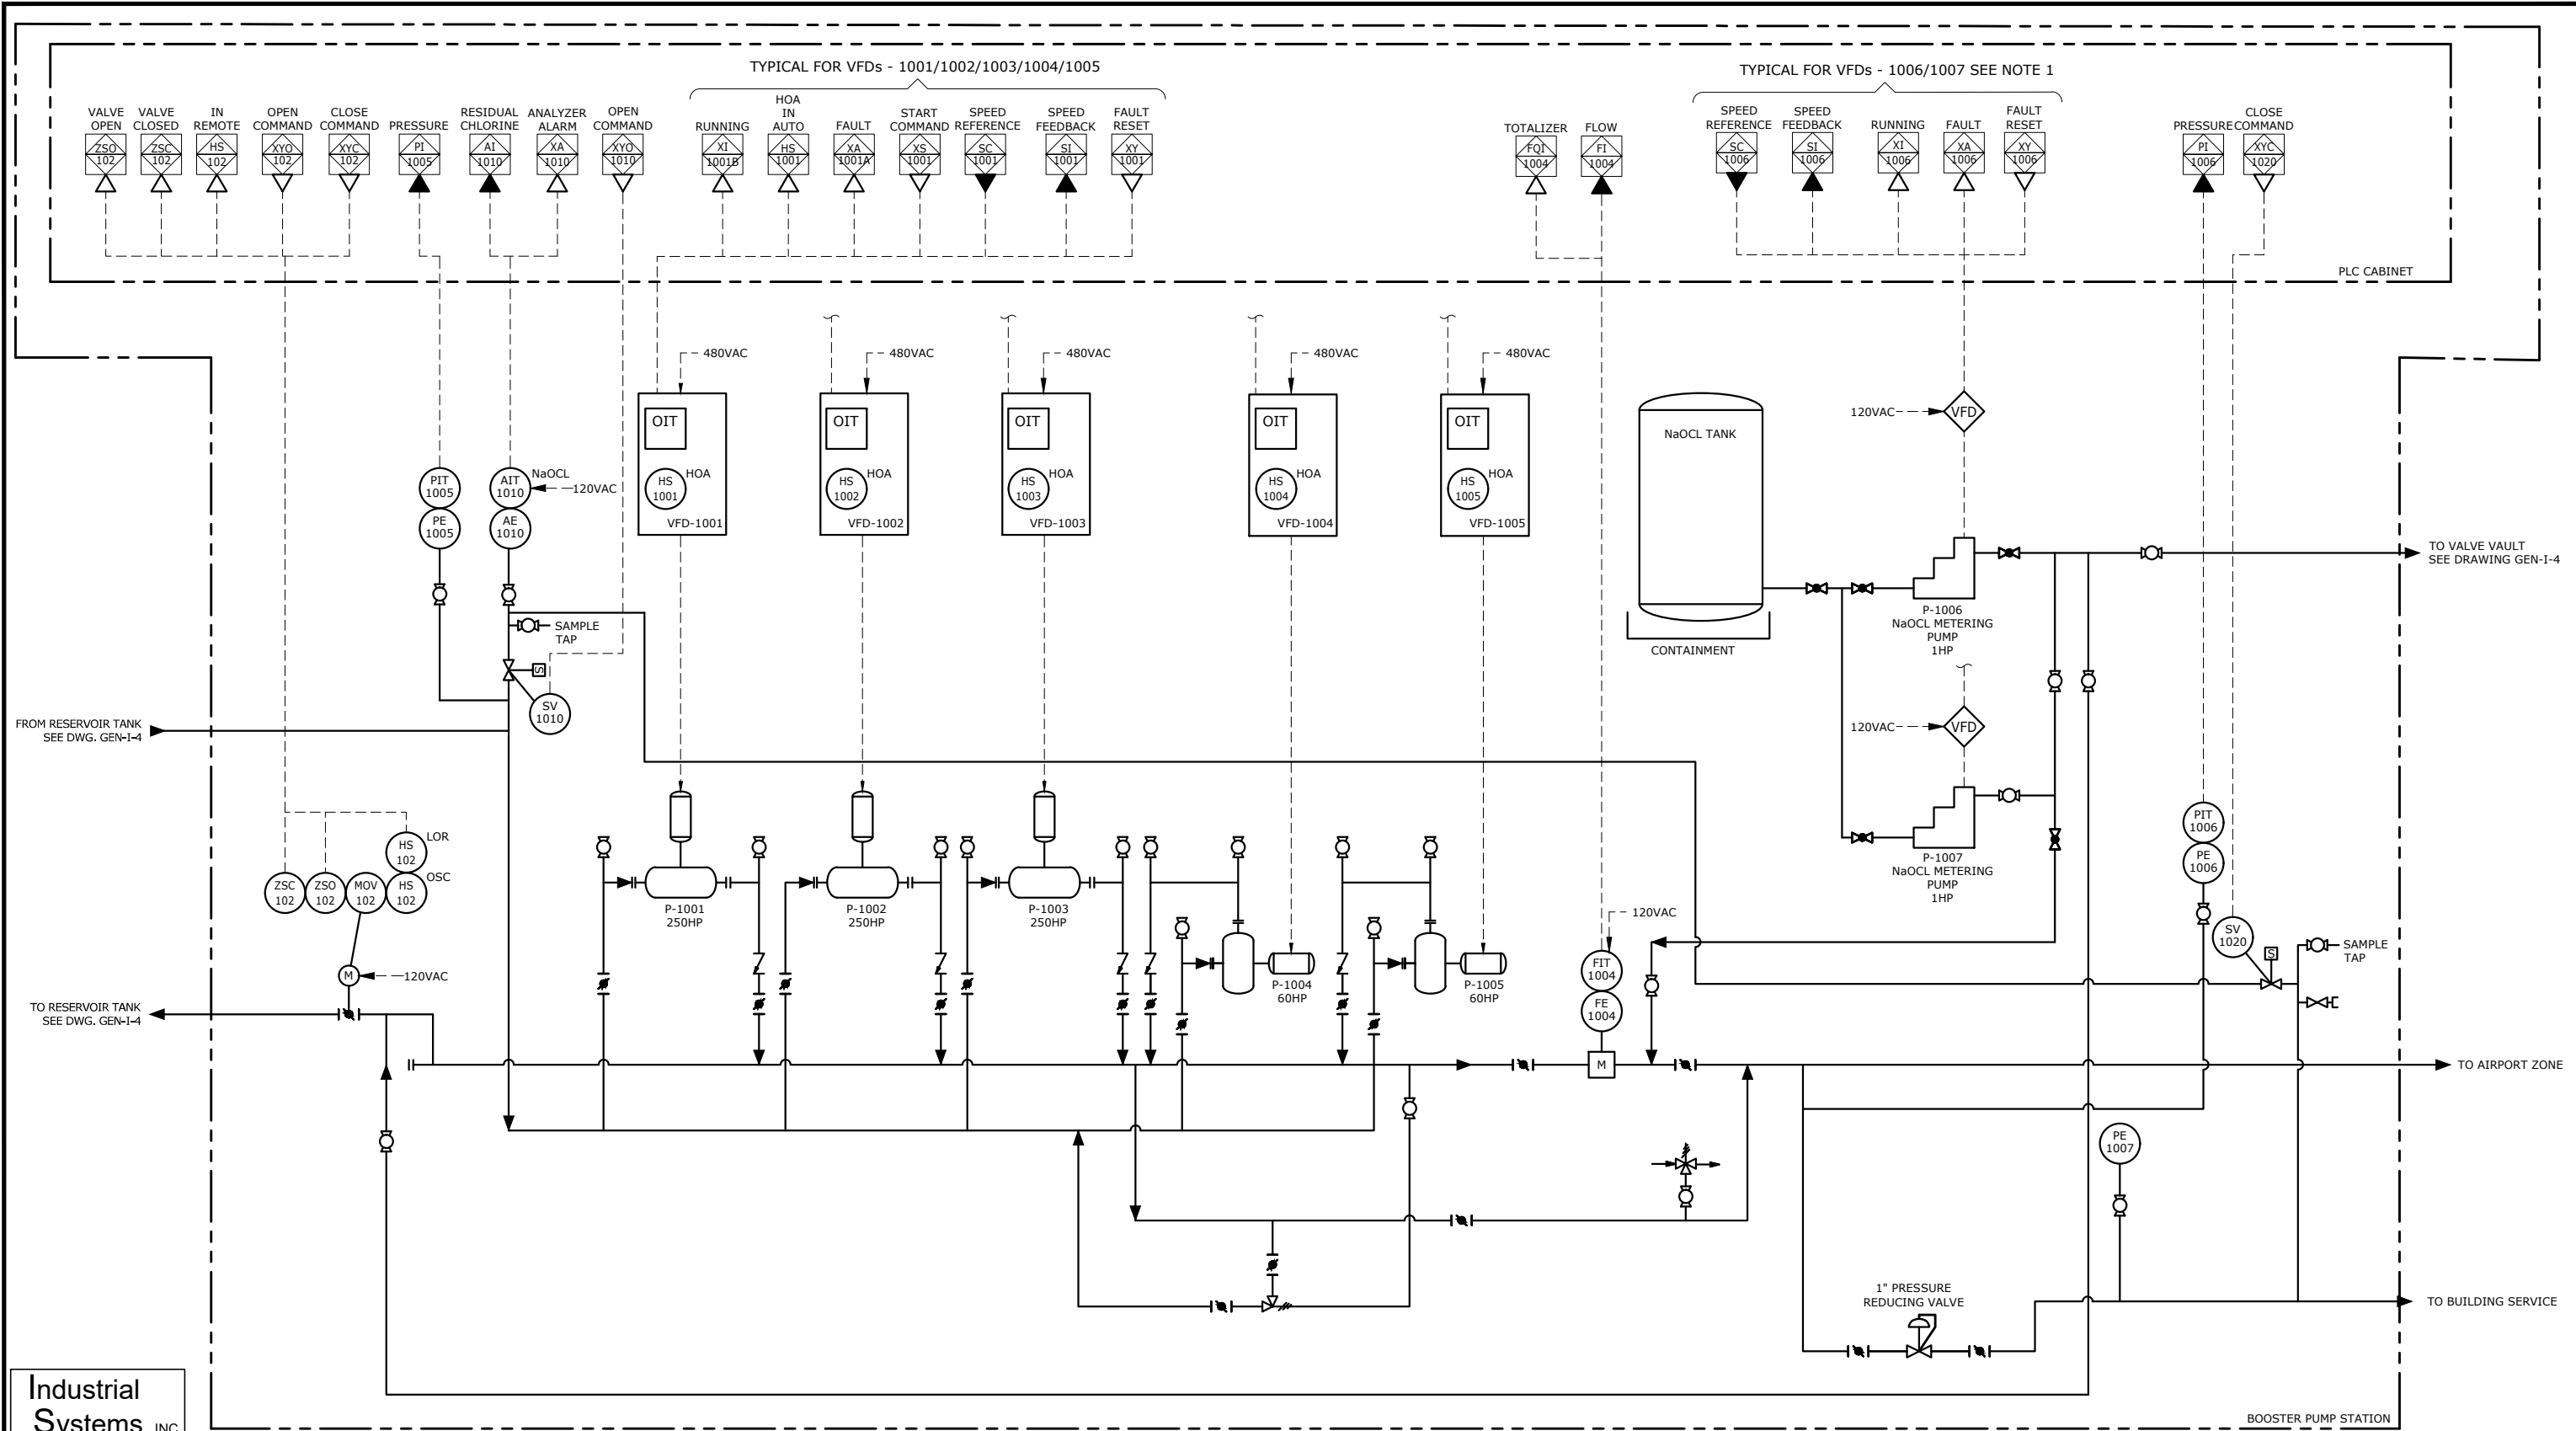 TYPICAL FOR VFDs - 1001/1002/1003/1004/1005
TYPICAL FOR VFDs - 1006/1007 SEE NOTE 1
VALVE
OPEN
ZSO
102
VALVE
CLOSED
ZSC
102
IN
REMOTE
HS
102
OPEN
COMMAND
XYO
102
CLOSE
COMMAND
XYC
102
PRESSURE
PI
1005
RESIDUAL
CHLORINE
AI
1010
ANALYZER
ALARM
XA
1010
OPEN
COMMAND
XYO
1010
RUNNING
XI
1001B
HOA
IN
AUTO
HS
1001
FAULT
XA
1001A
START
COMMAND
XS
1001
SPEED
REFERENCE
SC
1001
SPEED
FEEDBACK
SI
1001
FAULT
RESET
XY
1001
TOTALIZER
FQI
1004
FLOW
FI
1004
SPEED
REFERENCE
SC
1006
SPEED
FEEDBACK
SI
1006
RUNNING
XI
1006
FAULT
XA
1006
FAULT
RESET
XY
1006
PRESSURE
PI
1006
CLOSE
COMMAND
XYC
1020
PLC CABINET
480VAC
480VAC
480VAC
480VAC
480VAC
OIT
HS
1001
HOA
VFD-1001
OIT
HS
1002
HOA
VFD-1002
OIT
HS
1003
HOA
VFD-1003
OIT
HS
1004
HOA
VFD-1004
OIT
HS
1005
HOA
VFD-1005
PIT
1005
PE
1005
AIT
1010
NaOCL
120VAC
AE
1010
SAMPLE
TAP
S
SV
1010
NaOCL TANK
CONTAINMENT
120VAC
VFD
P-1006
NaOCL METERING
PUMP
1HP
120VAC
VFD
P-1007
NaOCL METERING
PUMP
1HP
TO VALVE VAULT
SEE DRAWING GEN-I-4
FROM RESERVOIR TANK
SEE DWG. GEN-I-4
HS
102
LOR
ZSC
102
ZSO
102
MOV
102
HS
102
OSC
M
120VAC
TO RESERVOIR TANK
SEE DWG. GEN-I-4
P-1001
250HP
P-1002
250HP
P-1003
250HP
P-1004
60HP
P-1005
60HP
120VAC
FIT
1004
FE
1004
M
PIT
1006
PE
1006
SV
1020
S
SAMPLE
TAP
TO AIRPORT ZONE
PE
1007
1" PRESSURE
REDUCING VALVE
TO BUILDING SERVICE
BOOSTER PUMP STATION
Industrial
Systems INC